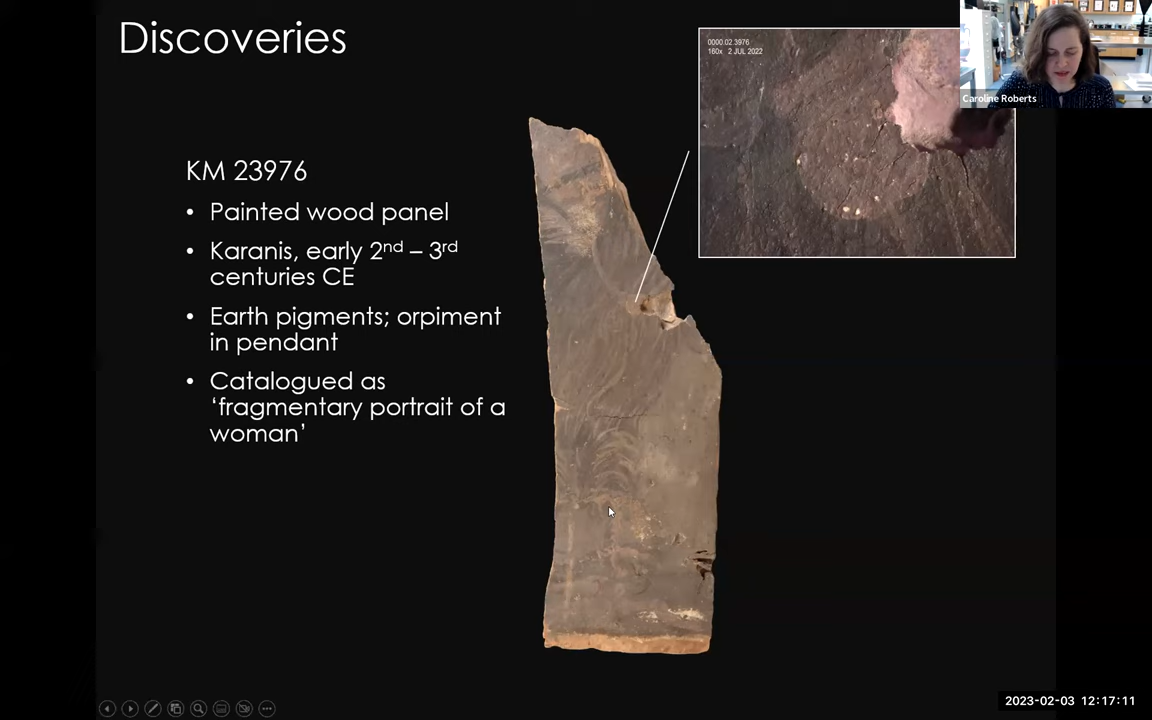 Discoveries
0000.02.3976
160x 2 JUL 2022
Caroline Roberts
KM 23976
• Painted wood panel
• Karanis, early 2nd – 3rd
centuries CE
• Earth pigments; orpiment
in pendant
• Catalogued as
‘fragmentary portrait of a
woman’
2023-02-03 12:17:11